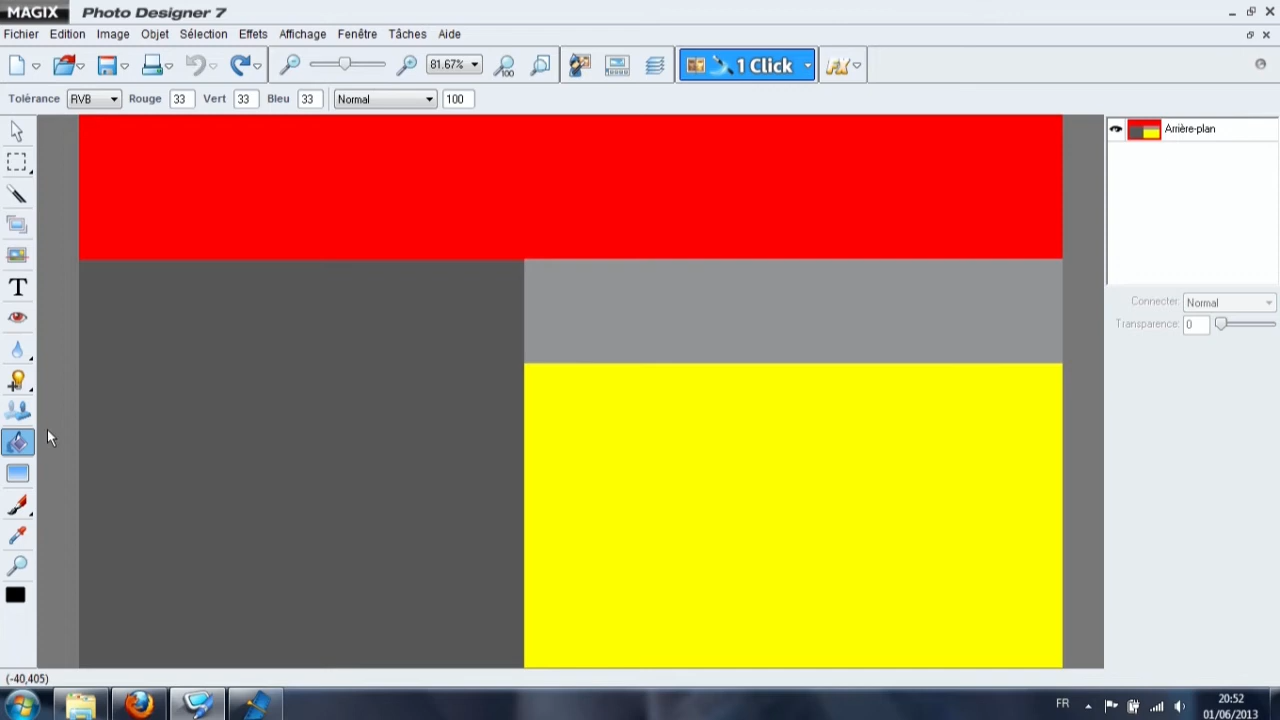 MAGIX Photo Designer 7
Fichier Edition Image Objet Sélection Effets Affichage Fenêtre Tâches Aide
100 81.67% 1 Click
Tolérance RVB Rouge 33 Vert 33 Bleu 33 Normal 100
Arrière-plan
T
Connecter: Normal
Transparence: 0
(-40,405)
FR 20:52
01/06/2013